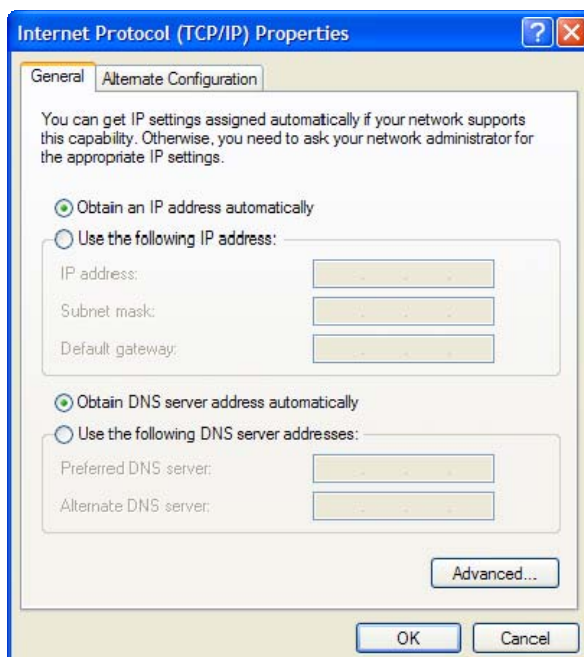 Internet Protocol (TCP/IP) Properties
General
Alternate Configuration
You can get IP settings assigned automatically if your network supports
this capability. Otherwise, you need to ask your network administrator for
the appropriate IP settings.
Obtain an IP address automatically
Use the following IP address:
IP address:
Subnet mask:
Default gateway:
Obtain DNS server address automatically
Use the following DNS server addresses:
Preferred DNS server:
Alternate DNS server:
Advanced...
OK
Cancel